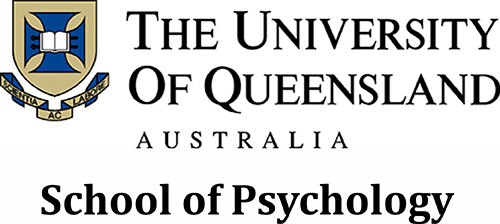 THE UNIVERSITY
OF QUEENSLAND
AUSTRALIA
SCIENTIA AC LABORE
School of Psychology